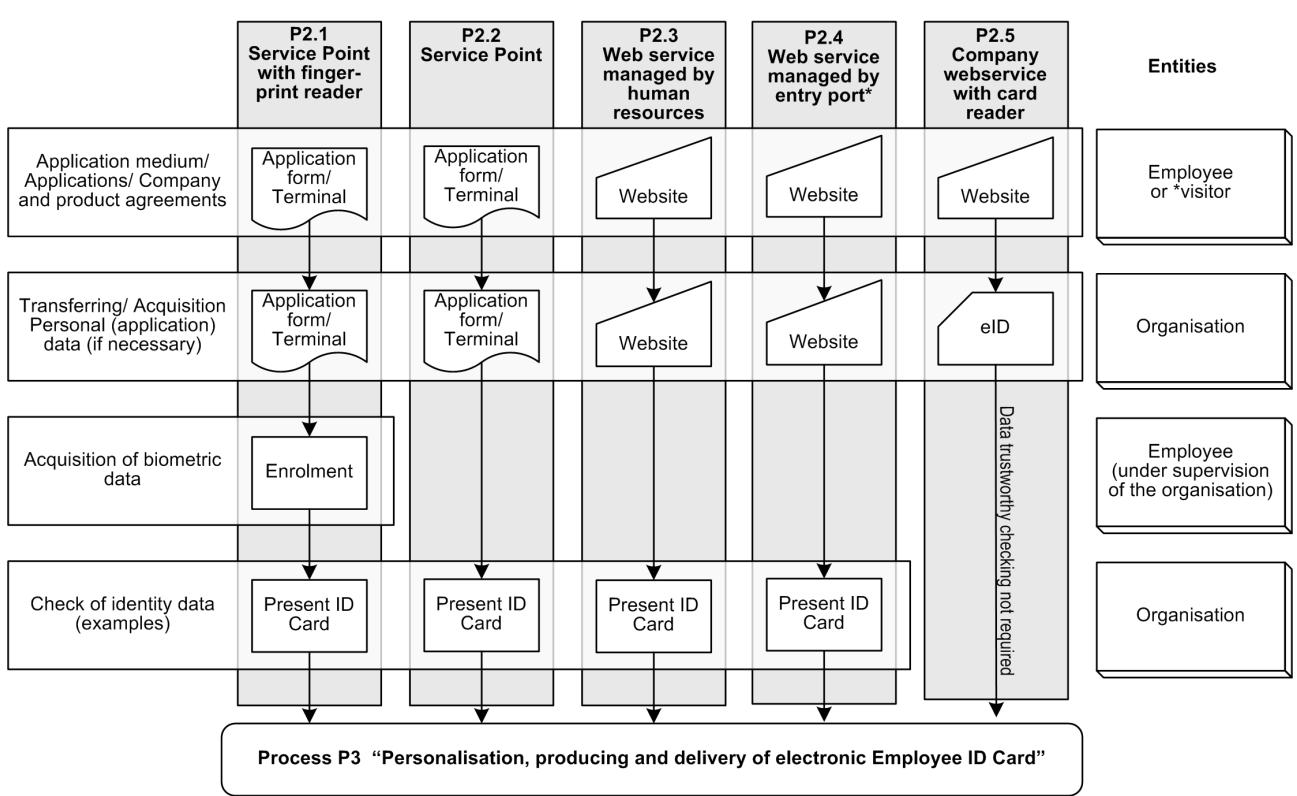 P2.1
Service Point
with finger-
print reader
P2.2
Service Point
P2.3
Web service
managed by
human
resources
P2.4
Web service
managed by
entry port*
P2.5
Company
webservice
with card
reader
Entities
Application medium/
Applications/ Company
and product agreements
Application
form/
Terminal
Application
form/
Terminal
Website
Website
Website
Employee
or *visitor
Transferring/ Acquisition
Personal (application)
data (if necessary)
Application
form/
Terminal
Application
form/
Terminal
Website
Website
eID
Organisation
Acquisition of biometric
data
Enrolment
Data trustworthy checking not required
Employee
(under supervision
of the organisation)
Check of identity data
(examples)
Present ID
Card
Present ID
Card
Present ID
Card
Present ID
Card
Organisation
Process P3 “Personalisation, producing and delivery of electronic Employee ID Card”